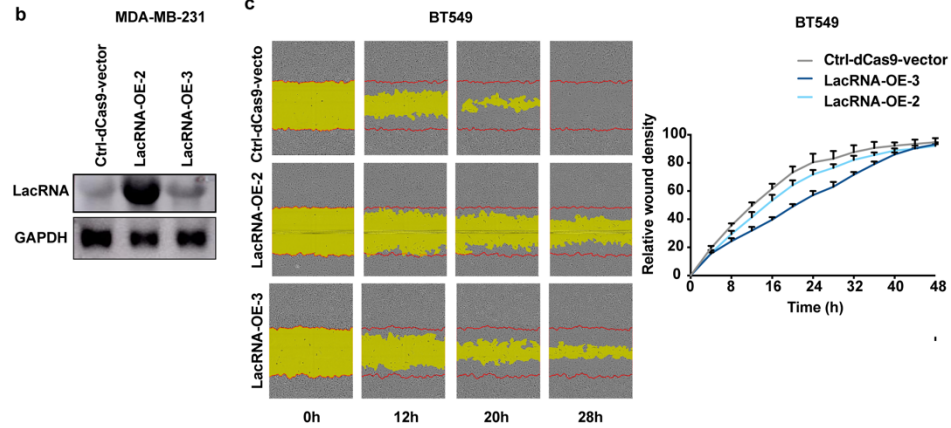 b
MDA-MB-231
Ctrl-dCas9-vector
LacRNA-OE-2
LacRNA-OE-3
LacRNA
GAPDH
c
BT549
Ctrl-dCas9-vecto
LacRNA-OE-2
LacRNA-OE-3
0h 12h 20h 28h
BT549
Ctrl-dCas9-vector
LacRNA-OE-3
LacRNA-OE-2
Relative wound density
100
80
60
40
20
0
0 8 16 24 32 40 48
Time (h)